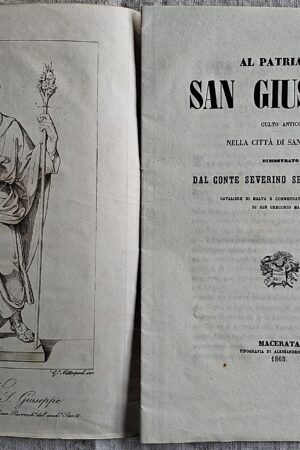 S. Giuseppe
AL PATRIA
SAN GIUS
CULTO ANTICO
NELLA CITTÀ DI SAN
DIMOSTRATO
DAL CONTE SEVERINO SE
CAVALIERE DI MALTA E COMMENDAT
DI SAN GREGORIO MA
MACERATA
TIPOGRAFIA DI ALESSANDRO
1863.